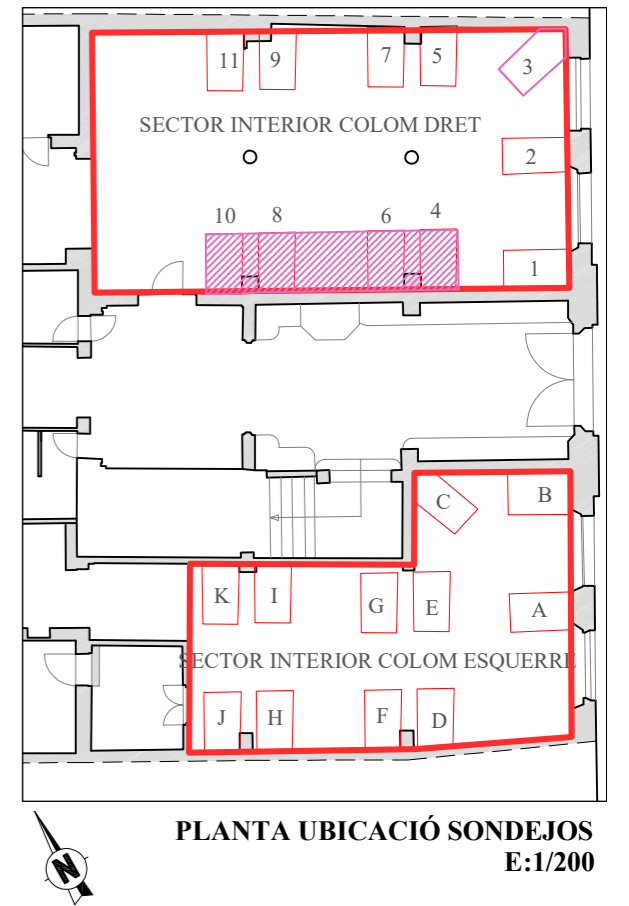 11 9 7 5 3
SECTOR INTERIOR COLOM DRET
2
10 8 6 4
1
C B
K I G E A
SECTOR INTERIOR COLOM ESQUERRE
J H F D
PLANTA UBICACIÓ SONDEJOS
E:1/200
N